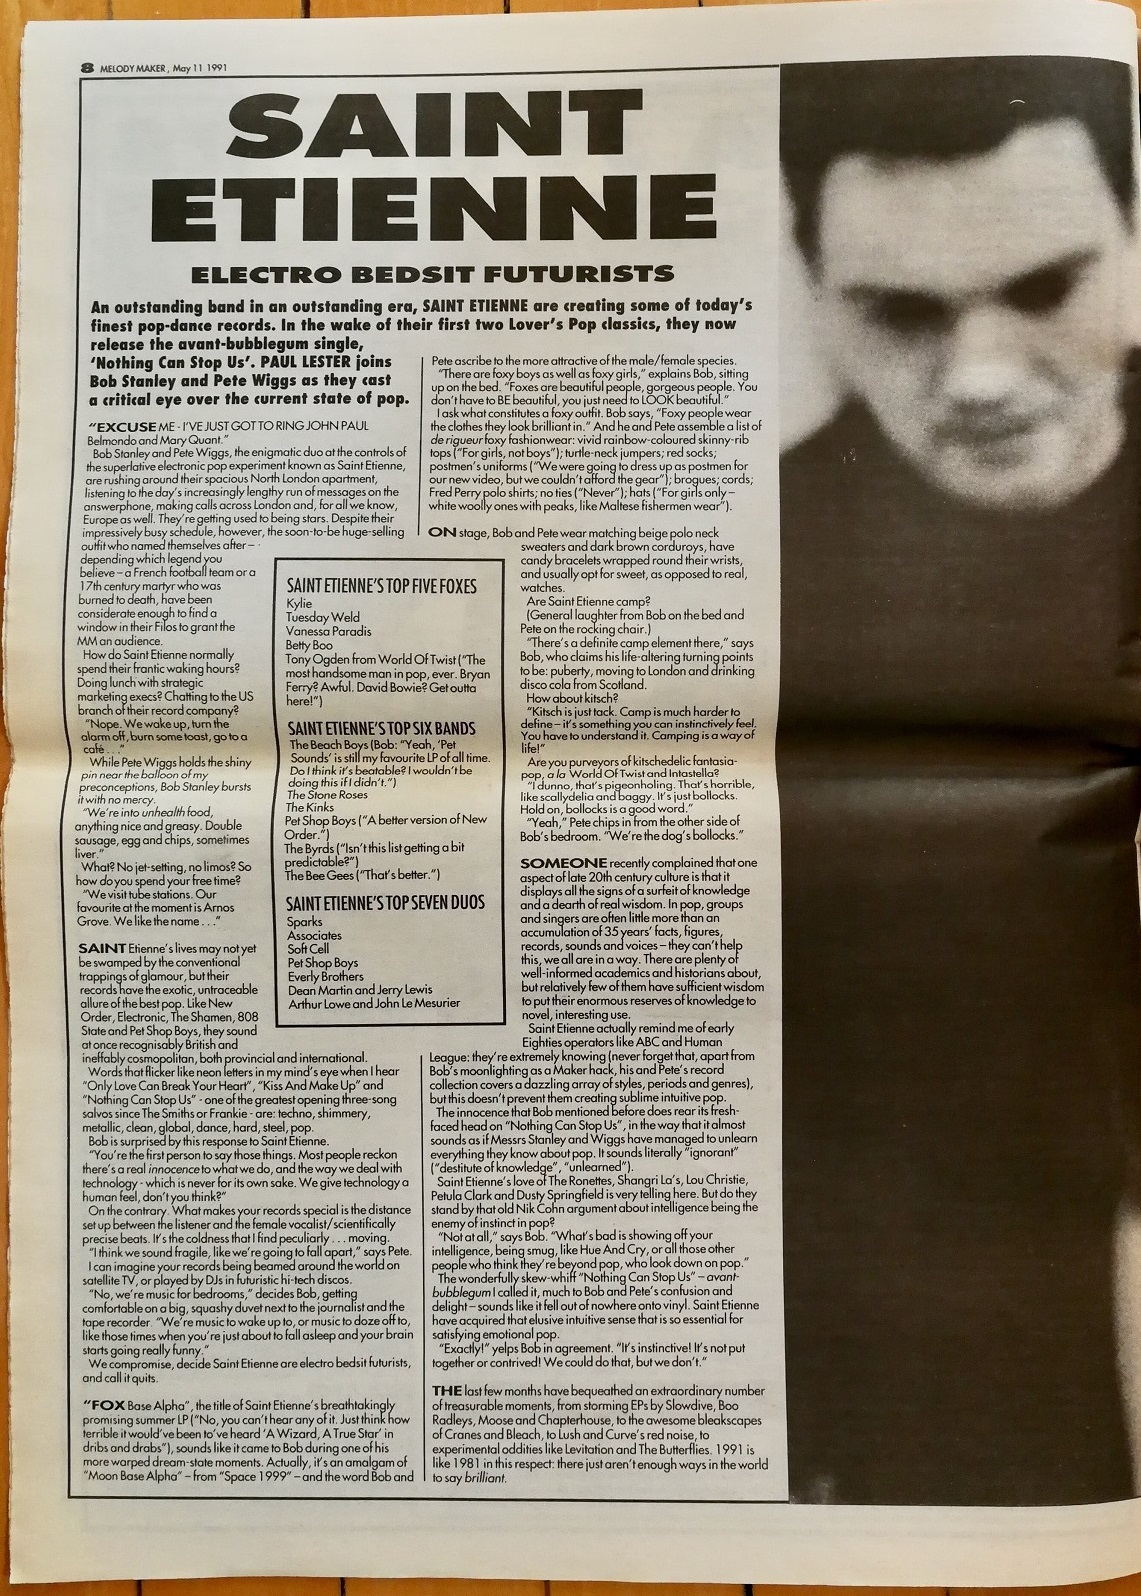 8 MELODY MAKER, May 11 1991
SAINT
ETIENNE
ELECTRO BEDSIT FUTURISTS
An outstanding band in an outstanding era, SAINT ETIENNE are creating some of today's
finest pop-dance records. In the wake of their first two Lover's Pop classics, they now
release the avant-bubblegum single,
'Nothing Can Stop Us'. PAUL LESTER joins
Bob Stanley and Pete Wiggs as they cast
a critical eye over the current state of pop.
"EXCUSE ME - I'VE JUST GOT TO RING JOHN PAUL
Belmondo and Mary Quant."
Bob Stanley and Pete Wiggs, the enigmatic duo at the controls of
the superlative electronic pop experiment known as Saint Etienne,
are rushing around their spacious North London apartment,
listening to the day's increasingly lengthy run of messages on the
answerphone, making calls across London and, for all we know,
Europe as well. They're getting used to being stars. Despite their
impressively busy schedule, however, the soon-to-be huge-selling
outfit who named themselves after –
depending which legend you
believe – a French football team or a
17th century martyr who was
burned to death, have been
considerate enough to find a
window in their Filos to grant the
MM an audience.
How do Saint Etienne normally
spend their frantic waking hours?
Doing lunch with strategic
marketing execs? Chatting to the US
branch of their record company?
"Nope. We wake up, turn the
alarm off, burn some toast, go to a
café . . ."
While Pete Wiggs holds the shiny
pin near the balloon of my
preconceptions, Bob Stanley bursts
it with no mercy.
"We're into unhealth food,
anything nice and greasy. Double
sausage, egg and chips, sometimes
liver."
What? No jet-setting, no limos? So
how do you spend your free time?
"We visit tube stations. Our
favourite at the moment is Arnos
Grove. We like the name . . ."
SAINT Etienne's lives may not yet
be swamped by the conventional
trappings of glamour, but their
records have the exotic, untraceable
allure of the best pop. Like New
Order, Electronic, The Shamen, 808
State and Pet Shop Boys, they sound
at once recognisably British and
ineffably cosmopolitan, both provincial and international.
Words that flicker like neon letters in my mind's eye when I hear
"Only Love Can Break Your Heart", "Kiss And Make Up" and
"Nothing Can Stop Us" - one of the greatest opening three-song
salvos since The Smiths or Frankie - are: techno, shimmery,
metallic, clean, global, dance, hard, steel, pop.
Bob is surprised by this response to Saint Etienne.
"You're the first person to say those things. Most people reckon
there's a real innocence to what we do, and the way we deal with
technology - which is never for its own sake. We give technology a
human feel, don't you think?"
On the contrary. What makes your records special is the distance
set up between the listener and the female vocalist/scientifically
precise beats. It's the coldness that I find peculiarly . . . moving.
"I think we sound fragile, like we're going to fall apart," says Pete.
I can imagine your records being beamed around the world on
satellite TV, or played by DJs in futuristic hi-tech discos.
"No, we're music for bedrooms," decides Bob, getting
comfortable on a big, squashy duvet next to the journalist and the
tape recorder. "We're music to wake up to, or music to doze off to,
like those times when you're just about to fall asleep and your brain
starts going really funny."
We compromise, decide Saint Etienne are electro bedsit futurists,
and call it quits.
"FOX Base Alpha", the title of Saint Etienne's breathtakingly
promising summer LP ("No, you can't hear any of it. Just think how
terrible it would've been to've heard 'A Wizard, A True Star' in
dribs and drabs"), sounds like it came to Bob during one of his
more warped dream-state moments. Actually, it's an amalgam of
"Moon Base Alpha" – from "Space 1999" – and the word Bob and
Pete ascribe to the more attractive of the male/female species.
"There are foxy boys as well as foxy girls," explains Bob, sitting
up on the bed. "Foxes are beautiful people, gorgeous people. You
don't have to BE beautiful, you just need to LOOK beautiful."
I ask what constitutes a foxy outfit. Bob says, "Foxy people wear
the clothes they look brilliant in." And he and Pete assemble a list of
de rigueur foxy fashionwear: vivid rainbow-coloured skinny-rib
tops ("For girls, not boys"); turtle-neck jumpers; red socks;
postmen's uniforms ("We were going to dress up as postmen for
our new video, but we couldn't afford the gear"); brogues; cords;
Fred Perry polo shirts; no ties ("Never"); hats ("For girls only –
white woolly ones with peaks, like Maltese fishermen wear").
ON stage, Bob and Pete wear matching beige polo neck
sweaters and dark brown corduroys, have
candy bracelets wrapped round their wrists,
and usually opt for sweet, as opposed to real,
watches.
Are Saint Etienne camp?
(General laughter from Bob on the bed and
Pete on the rocking chair.)
"There's a definite camp element there," says
Bob, who claims his life-altering turning points
to be: puberty, moving to London and drinking
disco cola from Scotland.
How about kitsch?
"Kitsch is just tack. Camp is much harder to
define – it's something you can instinctively feel.
You have to understand it. Camping is a way of
life!"
Are you purveyors of kitschedelic fantasia-
pop, a la World Of Twist and Intastella?
"I dunno, that's pigeonholing. That's horrible,
like scallydelia and baggy. It's just bollocks.
Hold on, bollocks is a good word."
"Yeah," Pete chips in from the other side of
Bob's bedroom. "We're the dog's bollocks."
SOMEONE recently complained that one
aspect of late 20th century culture is that it
displays all the signs of a surfeit of knowledge
and a dearth of real wisdom. In pop, groups
and singers are often little more than an
accumulation of 35 years' facts, figures,
records, sounds and voices – they can't help
this, we all are in a way. There are plenty of
well-informed academics and historians about,
but relatively few of them have sufficient wisdom
to put their enormous reserves of knowledge to
novel, interesting use.
Saint Etienne actually remind me of early
Eighties operators like ABC and Human
League: they're extremely knowing (never forget that, apart from
Bob's moonlighting as a Maker hack, his and Pete's record
collection covers a dazzling array of styles, periods and genres),
but this doesn't prevent them creating sublime intuitive pop.
The innocence that Bob mentioned before does rear its fresh-
faced head on "Nothing Can Stop Us", in the way that it almost
sounds as if Messrs Stanley and Wiggs have managed to unlearn
everything they know about pop. It sounds literally "ignorant"
("destitute of knowledge", "unlearned").
Saint Etienne's love of The Ronettes, Shangri La's, Lou Christie,
Petula Clark and Dusty Springfield is very telling here. But do they
stand by that old Nik Cohn argument about intelligence being the
enemy of instinct in pop?
"Not at all," says Bob. "What's bad is showing off your
intelligence, being smug, like Hue And Cry, or all those other
people who think they're beyond pop, who look down on pop."
The wonderfully skew-whiff "Nothing Can Stop Us" – avant-
bubblegum I called it, much to Bob and Pete's confusion and
delight – sounds like it fell out of nowhere onto vinyl. Saint Etienne
have acquired that elusive intuitive sense that is so essential for
satisfying emotional pop.
"Exactly!" yelps Bob in agreement. "It's instinctive! It's not put
together or contrived! We could do that, but we don't."
THE last few months have bequeathed an extraordinary number
of treasurable moments, from storming EPs by Slowdive, Boo
Radleys, Moose and Chapterhouse, to the awesome bleakscapes
of Cranes and Bleach, to Lush and Curve's red noise, to
experimental oddities like Levitation and The Butterflies. 1991 is
like 1981 in this respect: there just aren't enough ways in the world
to say brilliant.
SAINT ETIENNE'S TOP FIVE FOXES
Kylie
Tuesday Weld
Vanessa Paradis
Betty Boo
Tony Ogden from World Of Twist ("The
most handsome man in pop, ever. Bryan
Ferry? Awful. David Bowie? Get outta
here!")
SAINT ETIENNE'S TOP SIX BANDS
The Beach Boys (Bob: "Yeah, 'Pet
Sounds' is still my favourite LP of all time.
Do I think it's beatable? I wouldn't be
doing this if I didn't.")
The Stone Roses
The Kinks
Pet Shop Boys ("A better version of New
Order.")
The Byrds ("Isn't this list getting a bit
predictable?")
The Bee Gees ("That's better.")
SAINT ETIENNE'S TOP SEVEN DUOS
Sparks
Associates
Soft Cell
Pet Shop Boys
Everly Brothers
Dean Martin and Jerry Lewis
Arthur Lowe and John Le Mesurier